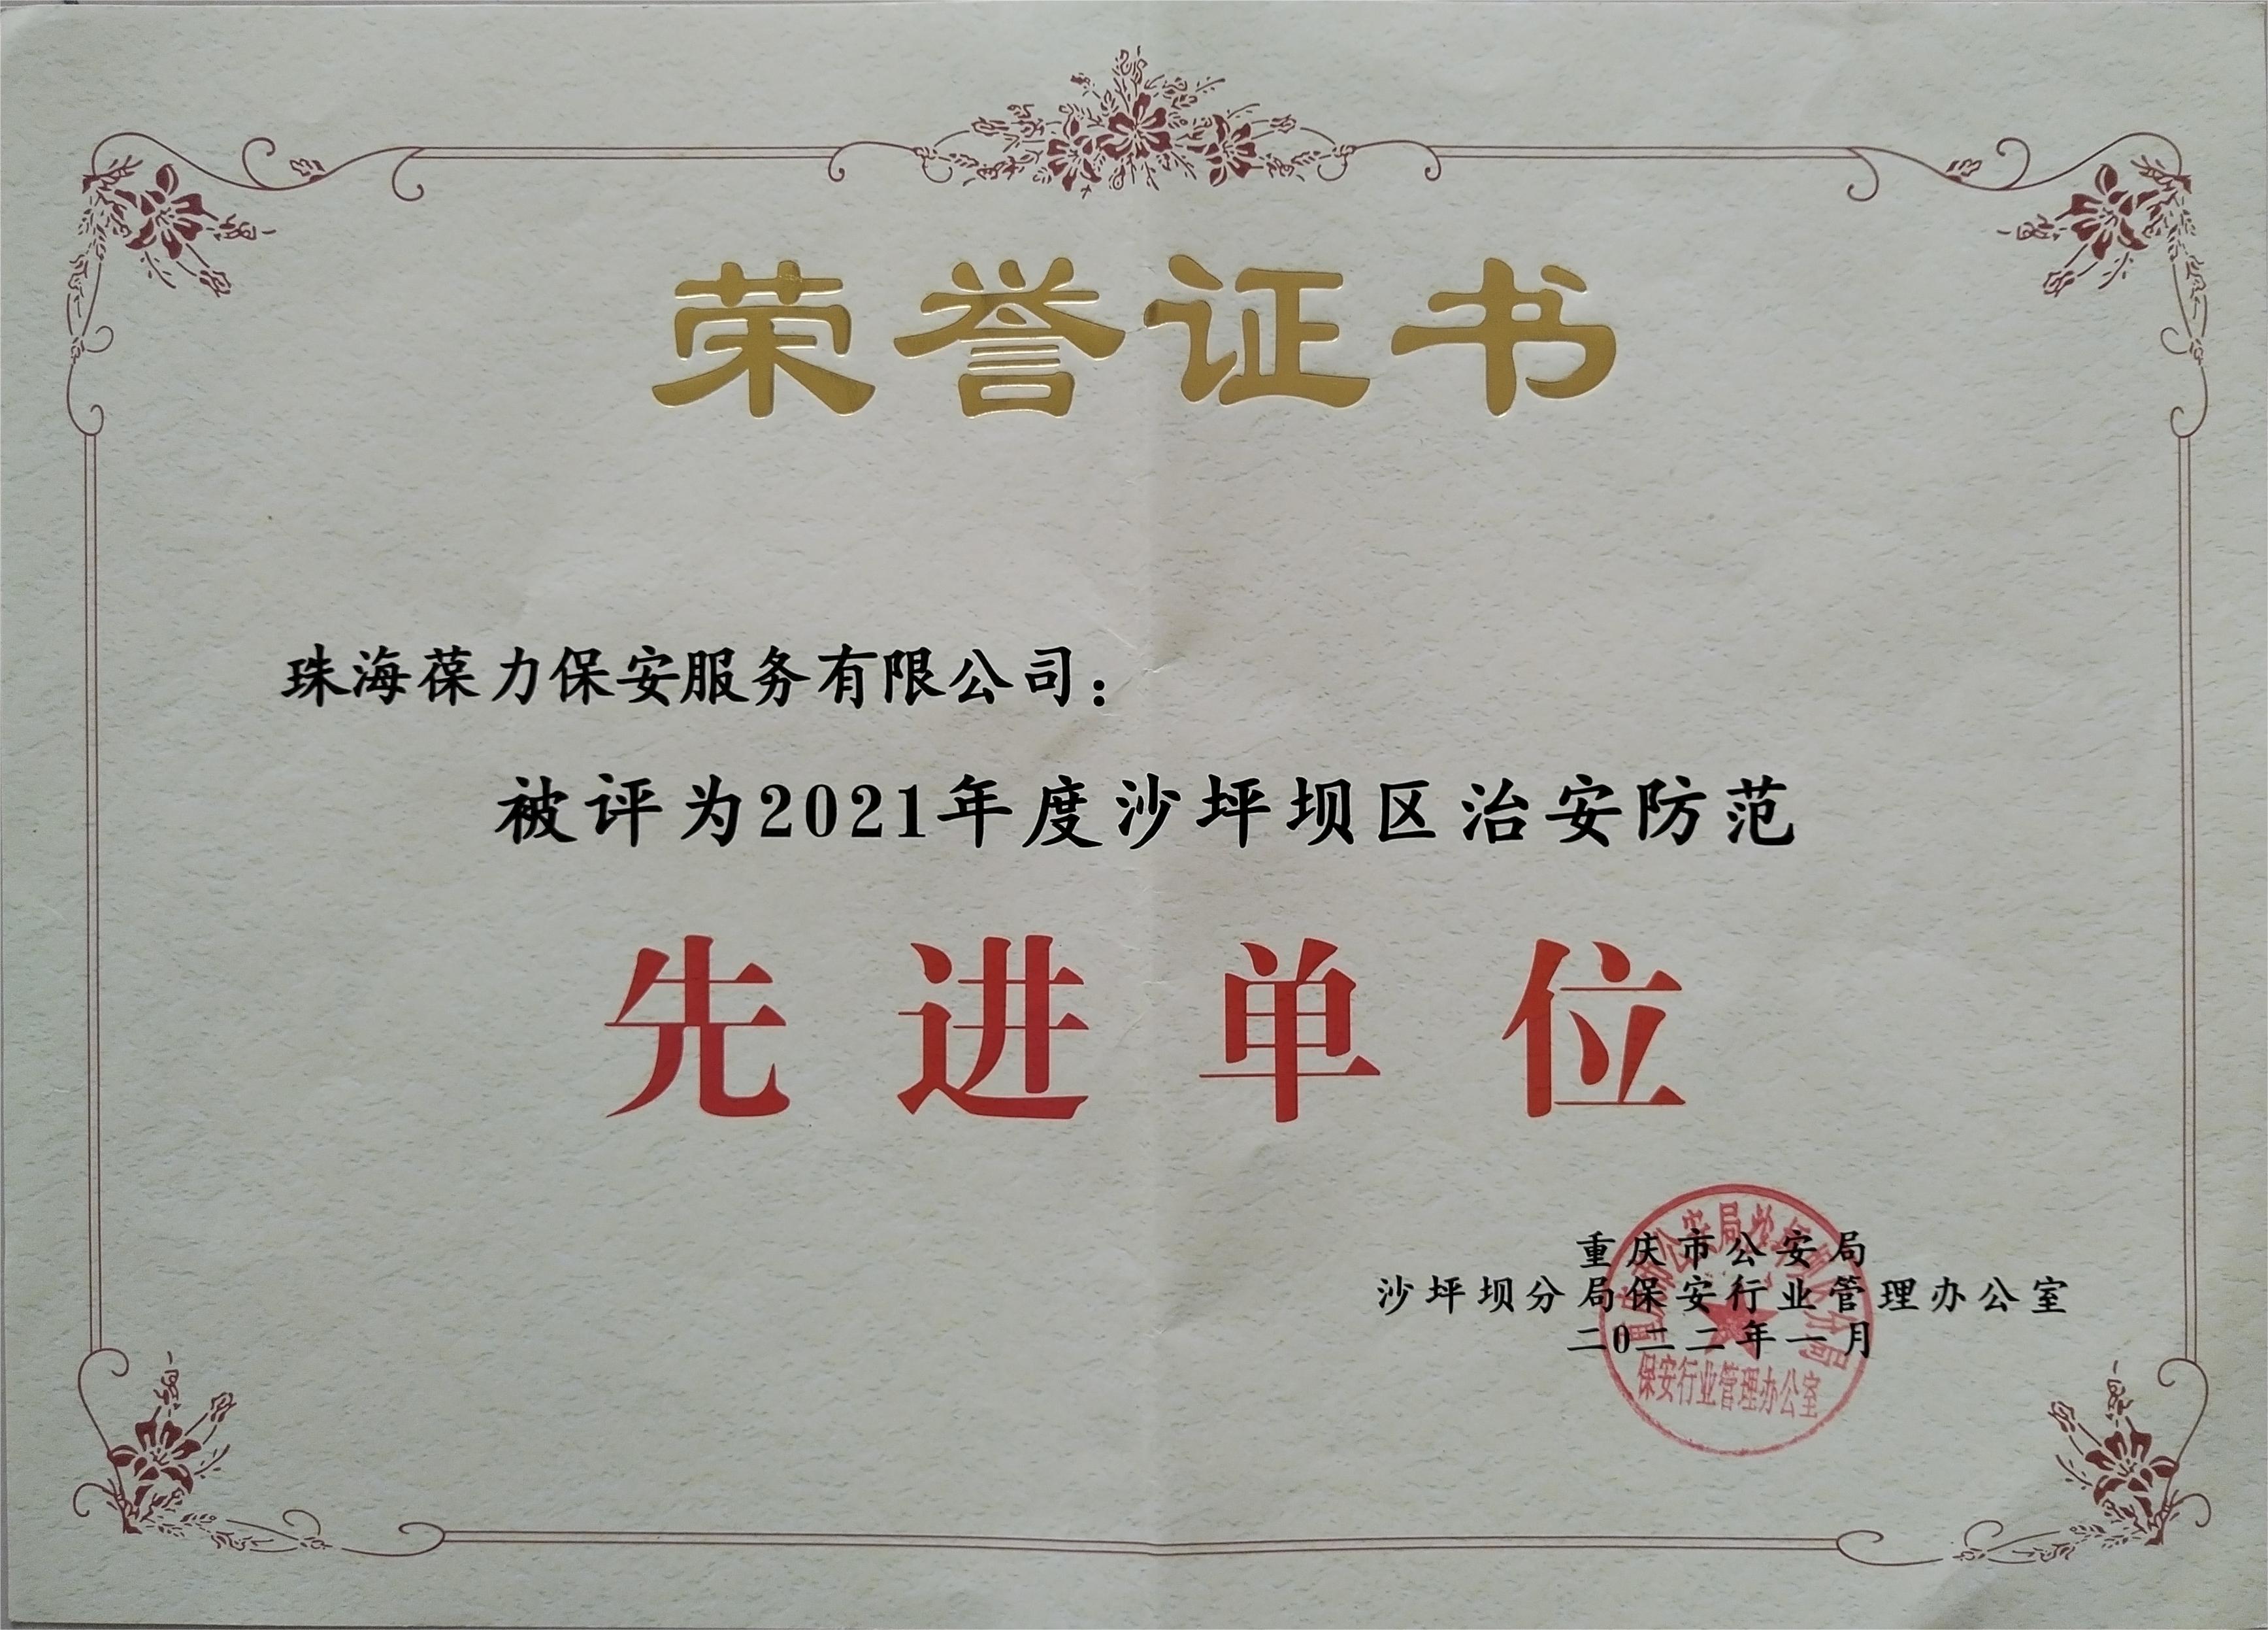 荣誉证书
珠海葆力保安服务有限公司：
被评为2021年度沙坪坝区治安防范
先进单位
重庆市公安局
沙坪坝分局保安行业管理办公室
二0二二年一月
保安行业管理办公室